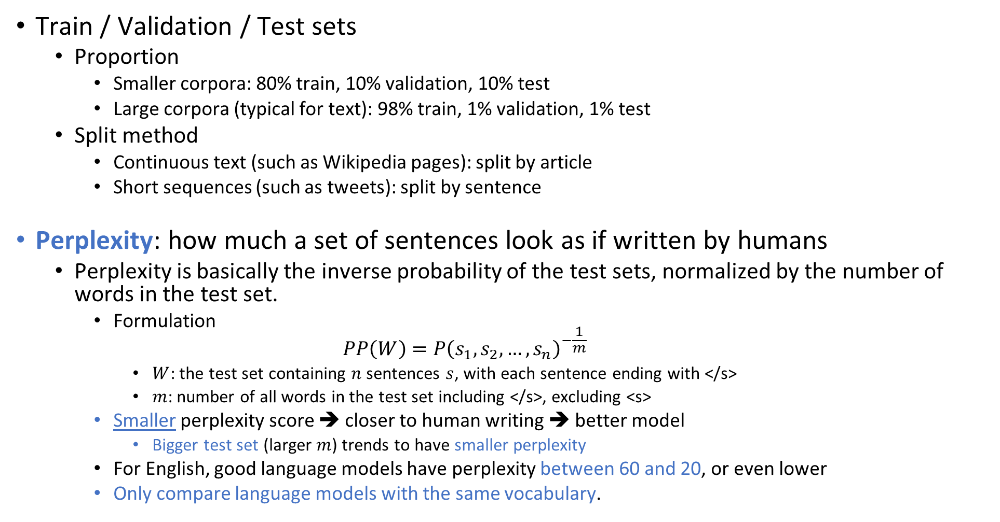 • Train / Validation / Test sets
• Proportion
• Smaller corpora: 80% train, 10% validation, 10% test
• Large corpora (typical for text): 98% train, 1% validation, 1% test
• Split method
• Continuous text (such as Wikipedia pages): split by article
• Short sequences (such as tweets): split by sentence
• Perplexity: how much a set of sentences look as if written by humans
• Perplexity is basically the inverse probability of the test sets, normalized by the number of
words in the test set.
• Formulation
PP(W) = P(s₁, s₂, …, sₙ)^(−1/m)
• W: the test set containing n sentences s, with each sentence ending with </s>
• m: number of all words in the test set including </s>, excluding <s>
• Smaller perplexity score ➔ closer to human writing ➔ better model
• Bigger test set (larger m) trends to have smaller perplexity
• For English, good language models have perplexity between 60 and 20, or even lower
• Only compare language models with the same vocabulary.